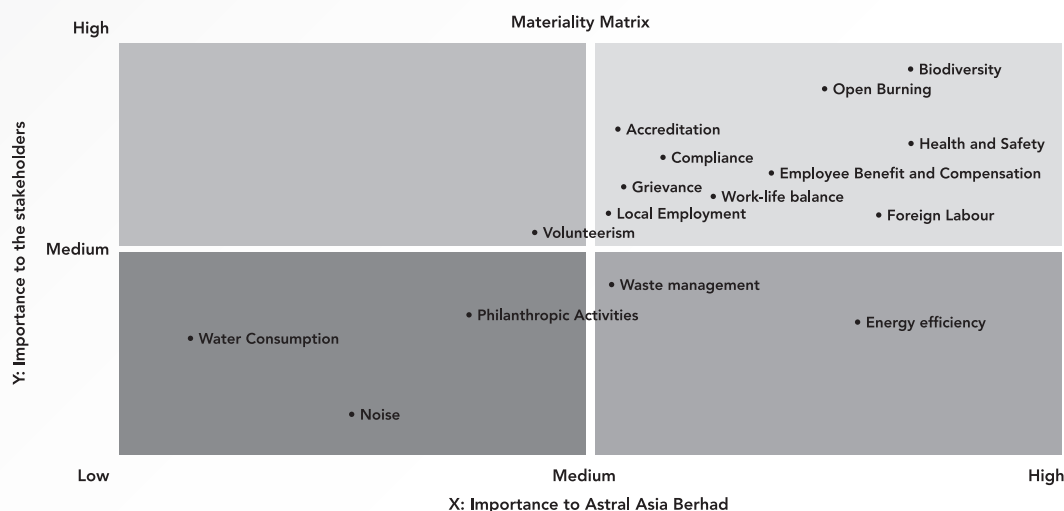 Materiality Matrix
High
Y: Importance to the stakeholders
• Biodiversity
• Open Burning
• Accreditation
• Health and Safety
• Compliance
• Employee Benefit and Compensation
• Grievance
• Work-life balance
• Local Employment
• Foreign Labour
• Volunteerism
Medium
• Waste management
• Philanthropic Activities
• Energy efficiency
• Water Consumption
• Noise
Low
Medium
High
X: Importance to Astral Asia Berhad